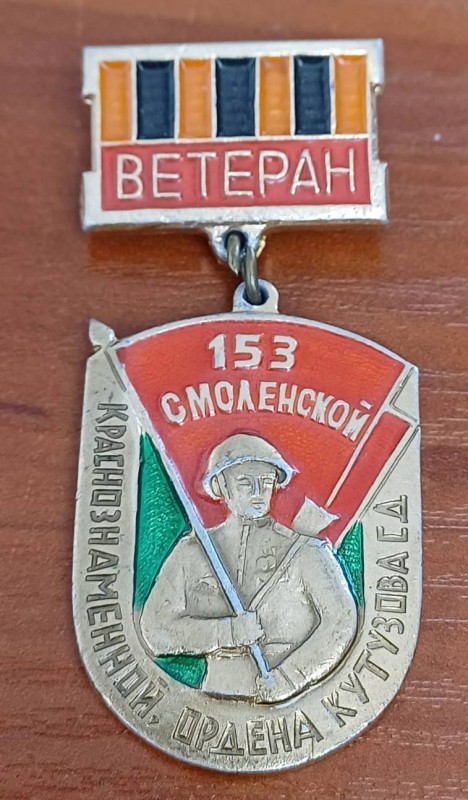 ВЕТЕРАН
153
СМОЛЕНСКОЙ
КРАСНОЗНАМЕННОЙ, ОРДЕНА КУТУЗОВА СД